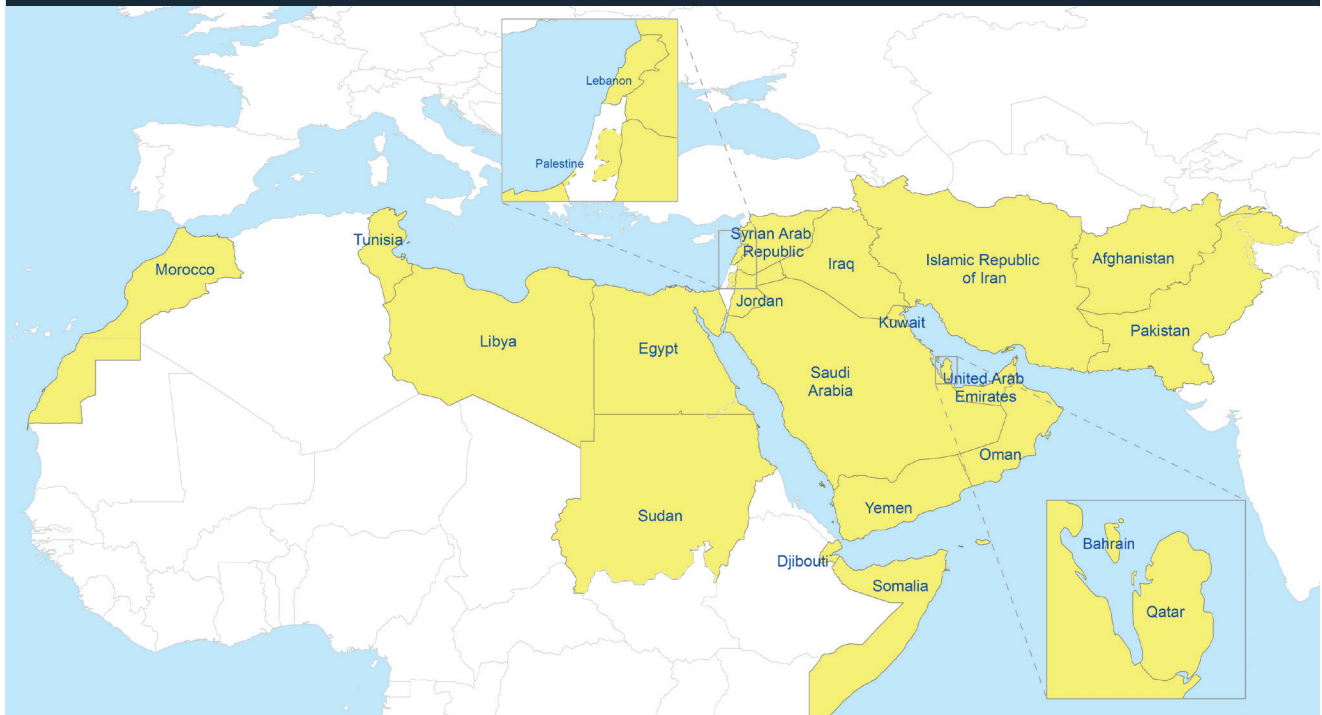 Lebanon
Palestine
Tunisia
Syrian Arab
Republic
Morocco
Iraq
Islamic Republic
of Iran
Afghanistan
Jordan
Kuwait
Pakistan
Libya
Egypt
Saudi
Arabia
United Arab
Emirates
Oman
Yemen
Sudan
Djibouti
Somalia
Bahrain
Qatar